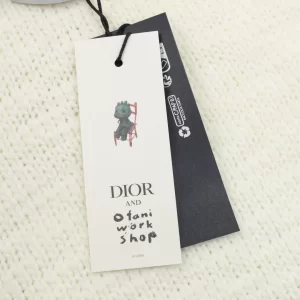 DIOR
AND
otani
work
shop